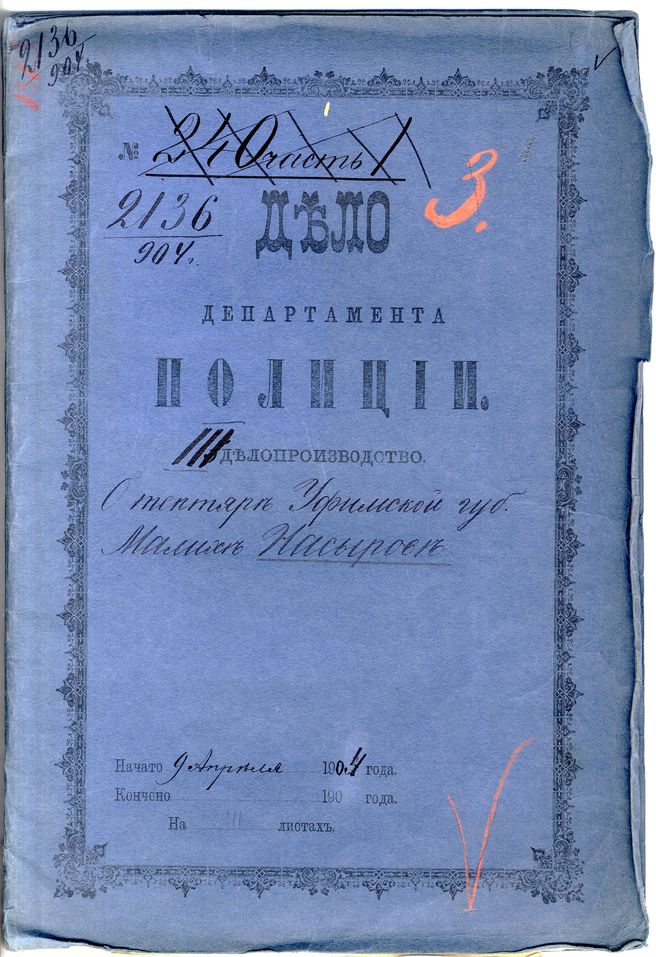 2136
904
№ 240 часть 1
3.
2136
904 г.
ДѢЛО
ДЕПАРТАМЕНТА
ПОЛИЦІИ.
III ДѢЛОПРОИЗВОДСТВО.
О тептярѣ Уфимской губ.
Малихѣ Насыровѣ
Начато 9 Апрѣля 1904 года.
Кончено 190 года.
На листахъ.